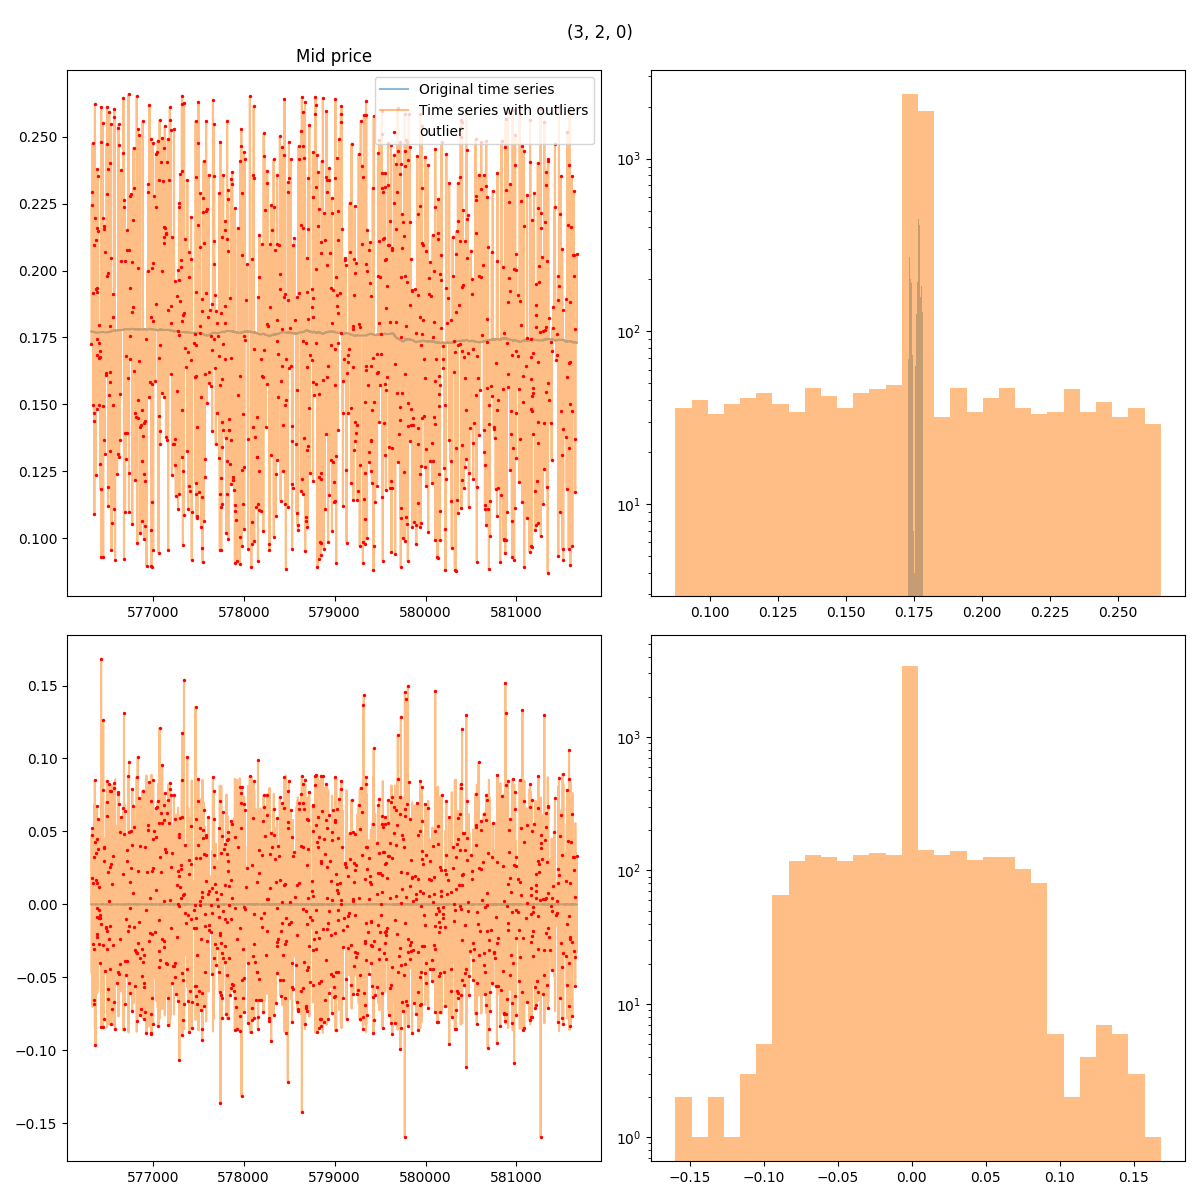 (3, 2, 0)
Mid price
Original time series
Time series with outliers
outlier
0.250
0.225
0.200
0.175
0.150
0.125
0.100
577000 578000 579000 580000 581000
10³
10²
10¹
0.100 0.125 0.150 0.175 0.200 0.225 0.250
0.15
0.10
0.05
0.00
−0.05
−0.10
−0.15
577000 578000 579000 580000 581000
10³
10²
10¹
10⁰
−0.15 −0.10 −0.05 0.00 0.05 0.10 0.15